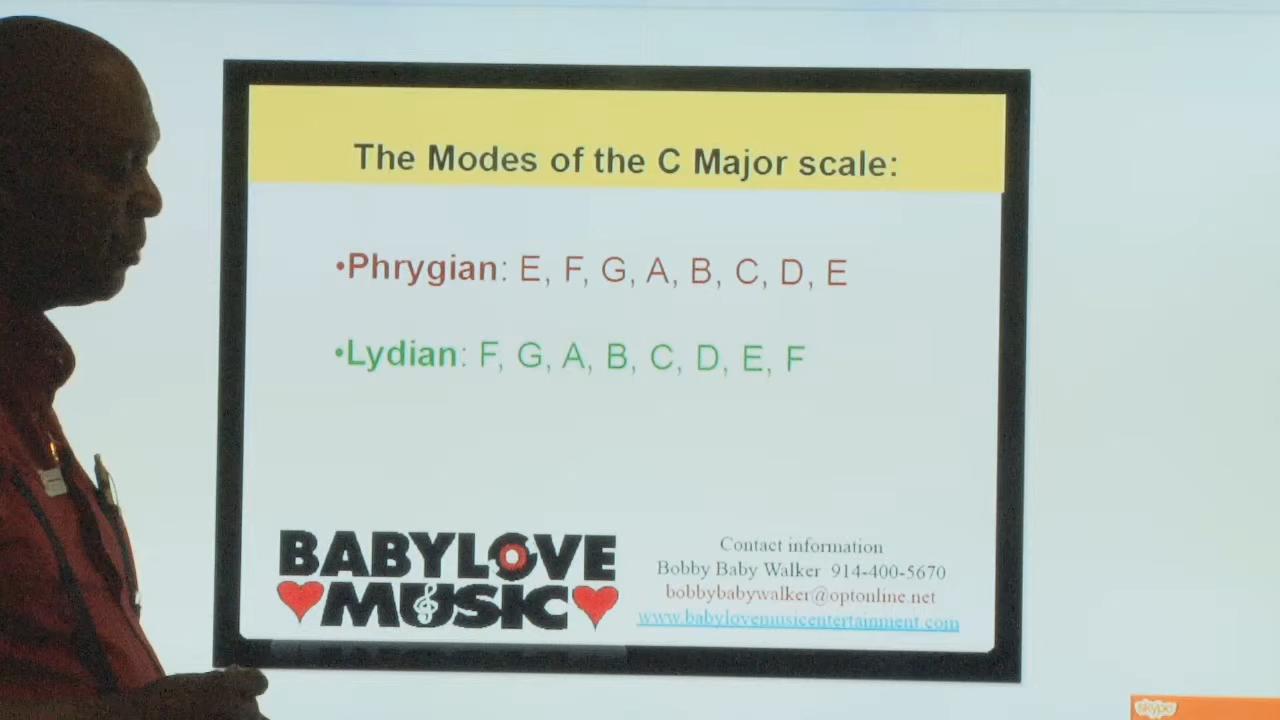 The Modes of the C Major scale:
•Phrygian: E, F, G, A, B, C, D, E
•Lydian: F, G, A, B, C, D, E, F
BABYLOVE
MUSIC
Contact information
Bobby Baby Walker 914-400-5670
bobbybabywalker@optonline.net
www.babylovemusicentertainment.com
skype